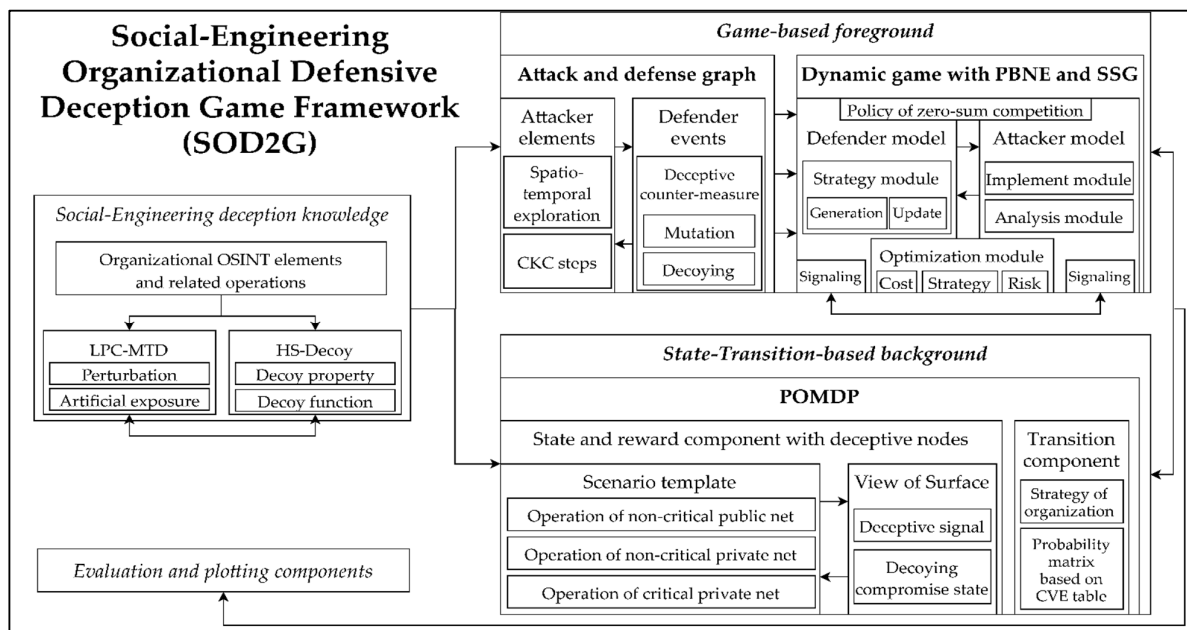 Social-Engineering
Organizational Defensive
Deception Game Framework
(SOD2G)
Social-Engineering deception knowledge
Organizational OSINT elements
and related operations
LPC-MTD
Perturbation
Artificial exposure
HS-Decoy
Decoy property
Decoy function
Evaluation and plotting components
Game-based foreground
Attack and defense graph
Attacker
elements
Spatio-
temporal
exploration
CKC steps
Defender
events
Deceptive
counter-measure
Mutation
Decoying
Dynamic game with PBNE and SSG
Policy of zero-sum competition
Defender model
Strategy module
Generation
Update
Attacker model
Implement module
Analysis module
Optimization module
Cost
Strategy
Risk
Signaling
Signaling
State-Transition-based background
POMDP
State and reward component with deceptive nodes
Scenario template
Operation of non-critical public net
Operation of non-critical private net
Operation of critical private net
View of Surface
Deceptive signal
Decoying
compromise state
Transition
component
Strategy of
organization
Probability
matrix
based on
CVE table